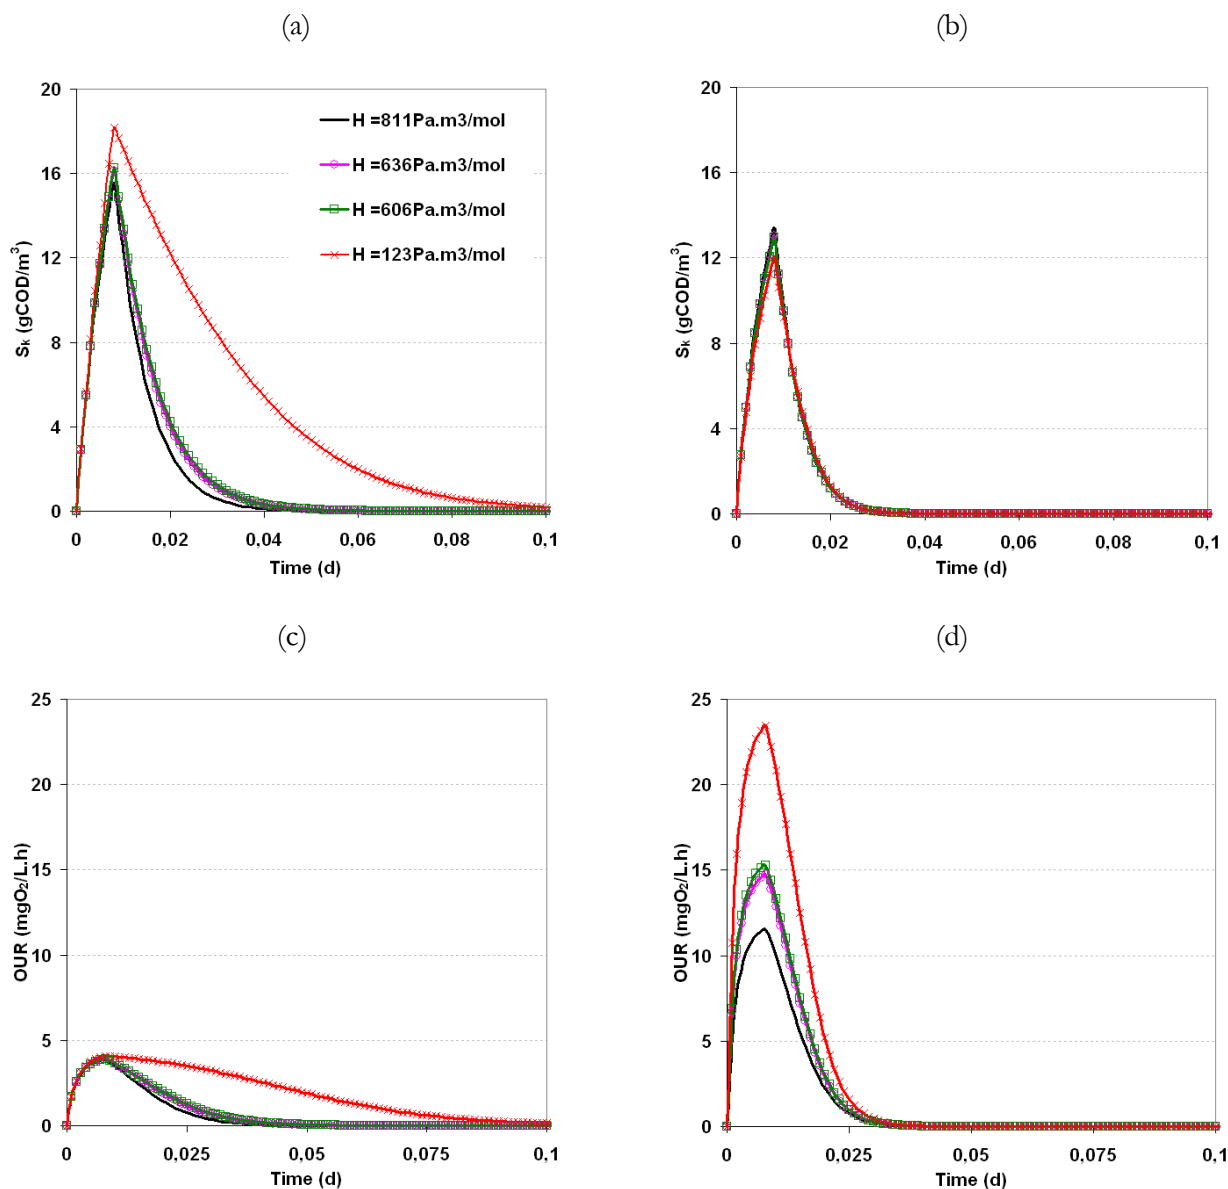 (a)
(b)
20
16
12
8
4
0
Sₖ (gCOD/m³)
H =811Pa.m3/mol
H =636Pa.m3/mol
H =606Pa.m3/mol
H =123Pa.m3/mol
0
0,02
0,04
0,06
0,08
0,1
Time (d)
20
16
12
8
4
0
Sₖ (gCOD/m³)
0
0,02
0,04
0,06
0,08
0,1
Time (d)
(c)
(d)
25
20
15
10
5
0
OUR (mgO₂/L.h)
0
0,025
0,05
0,075
0,1
Time (d)
25
20
15
10
5
0
OUR (mgO₂/L.h)
0
0,025
0,05
0,075
0,1
Time (d)